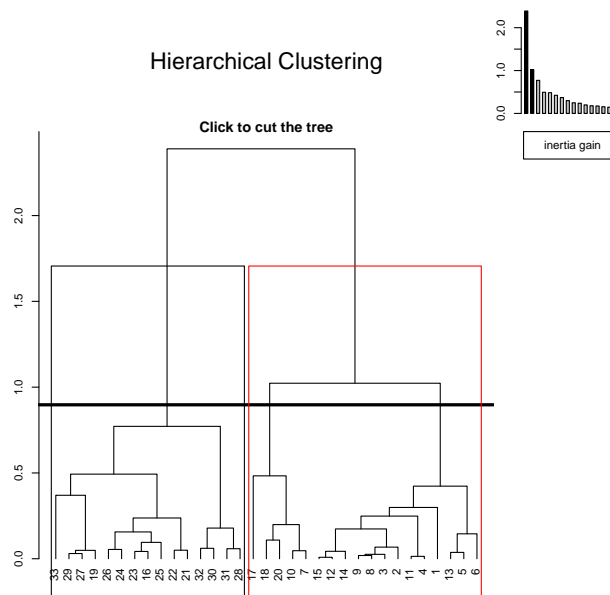 Hierarchical Clustering
2.0
1.0
0.0
inertia gain
Click to cut the tree
2.0
1.5
1.0
0.5
0.0
33 29 27 19 26 24 23 16 25 22 21 32 30 31 28 17 18 20 10 7 15 12 14 9 8 3 2 11 4 1 13 5 6